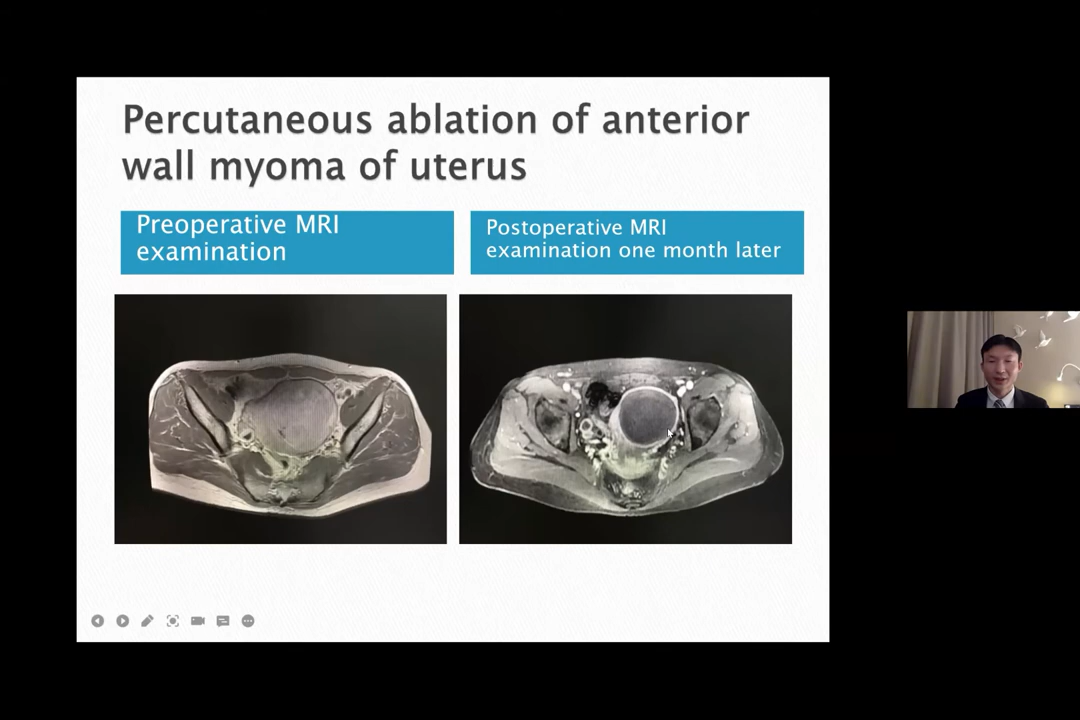 Percutaneous ablation of anterior
wall myoma of uterus
Preoperative MRI
examination
Postoperative MRI
examination one month later